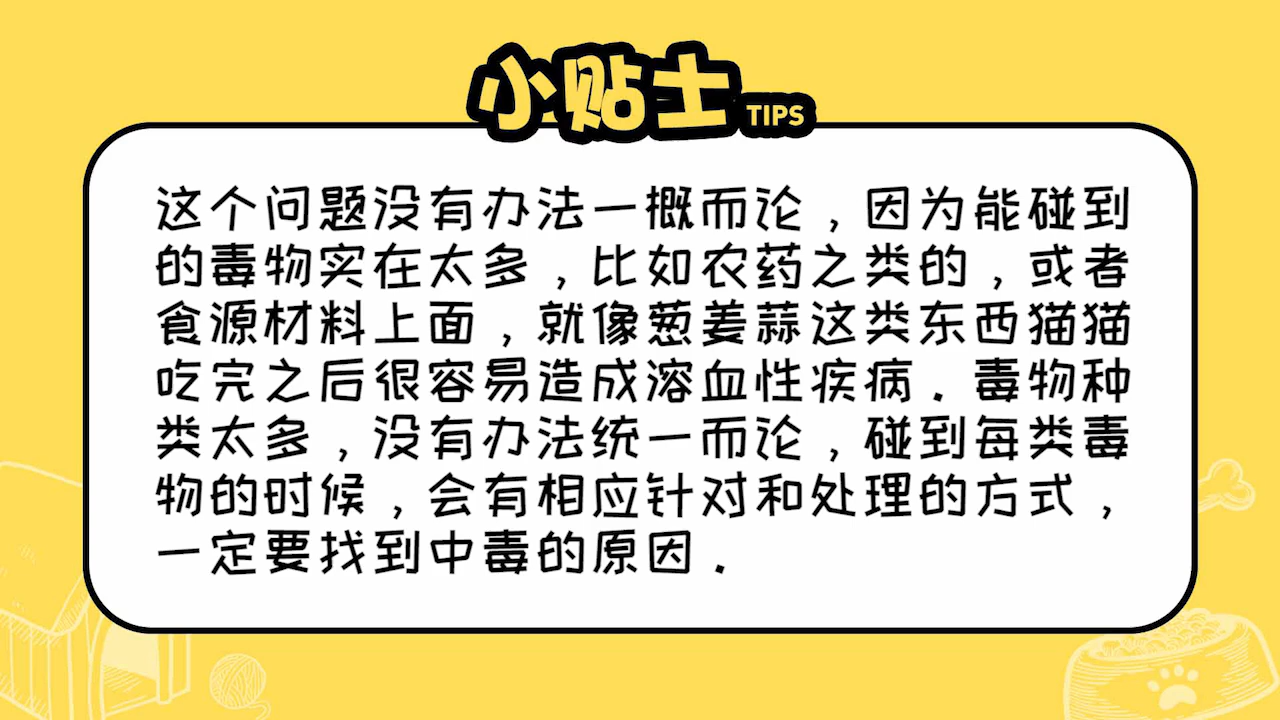 小贴士 TIPS
这个问题没有办法一概而论，因为能碰到
的毒物实在太多，比如农药之类的，或者
食源材料上面，就像葱姜蒜这类东西猫猫
吃完之后很容易造成溶血性疾病．毒物种
类太多，没有办法统一而论，碰到每类毒
物的时候，会有相应针对和处理的方式，
一定要找到中毒的原因．